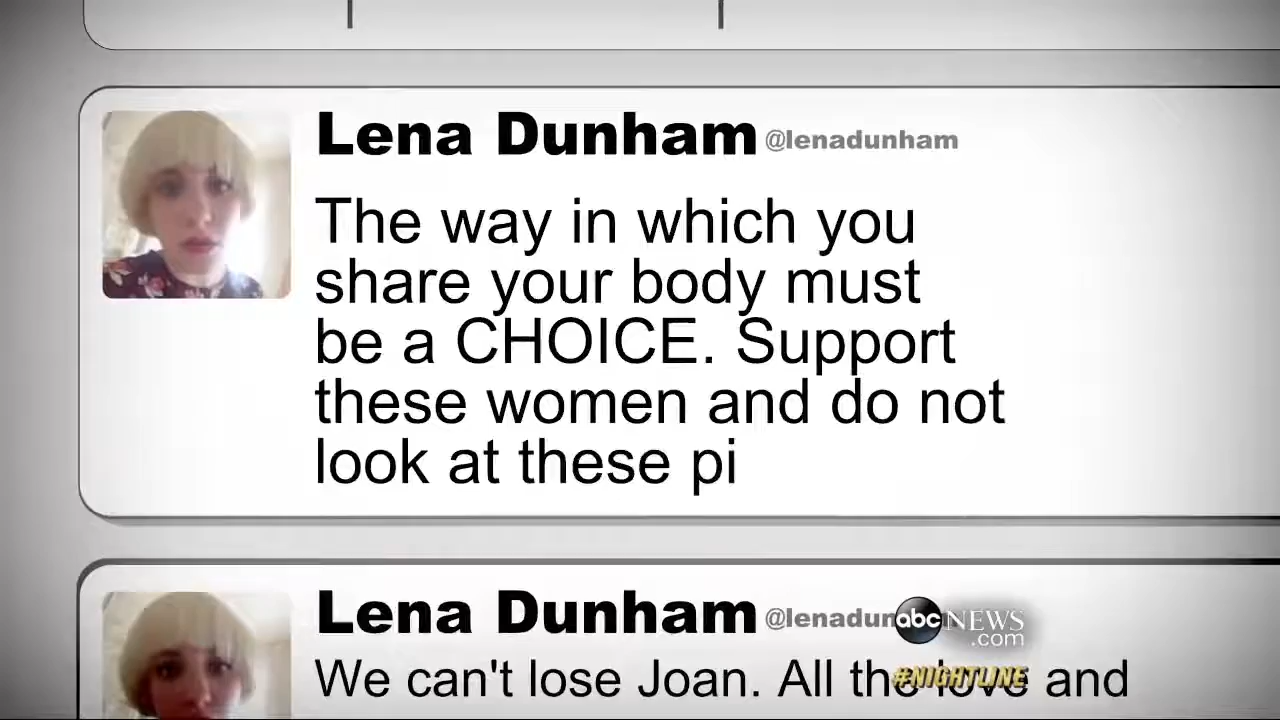 Lena Dunham @lenadunham
The way in which you
share your body must
be a CHOICE. Support
these women and do not
look at these pi
Lena Dunham @lenadun
abc NEWS
.com
We can't lose Joan. All the love and
#NIGHTLINE